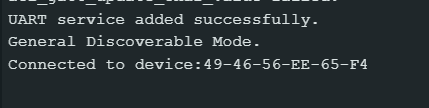 UART service added successfully.
General Discoverable Mode.
Connected to device:49-46-56-EE-65-F4